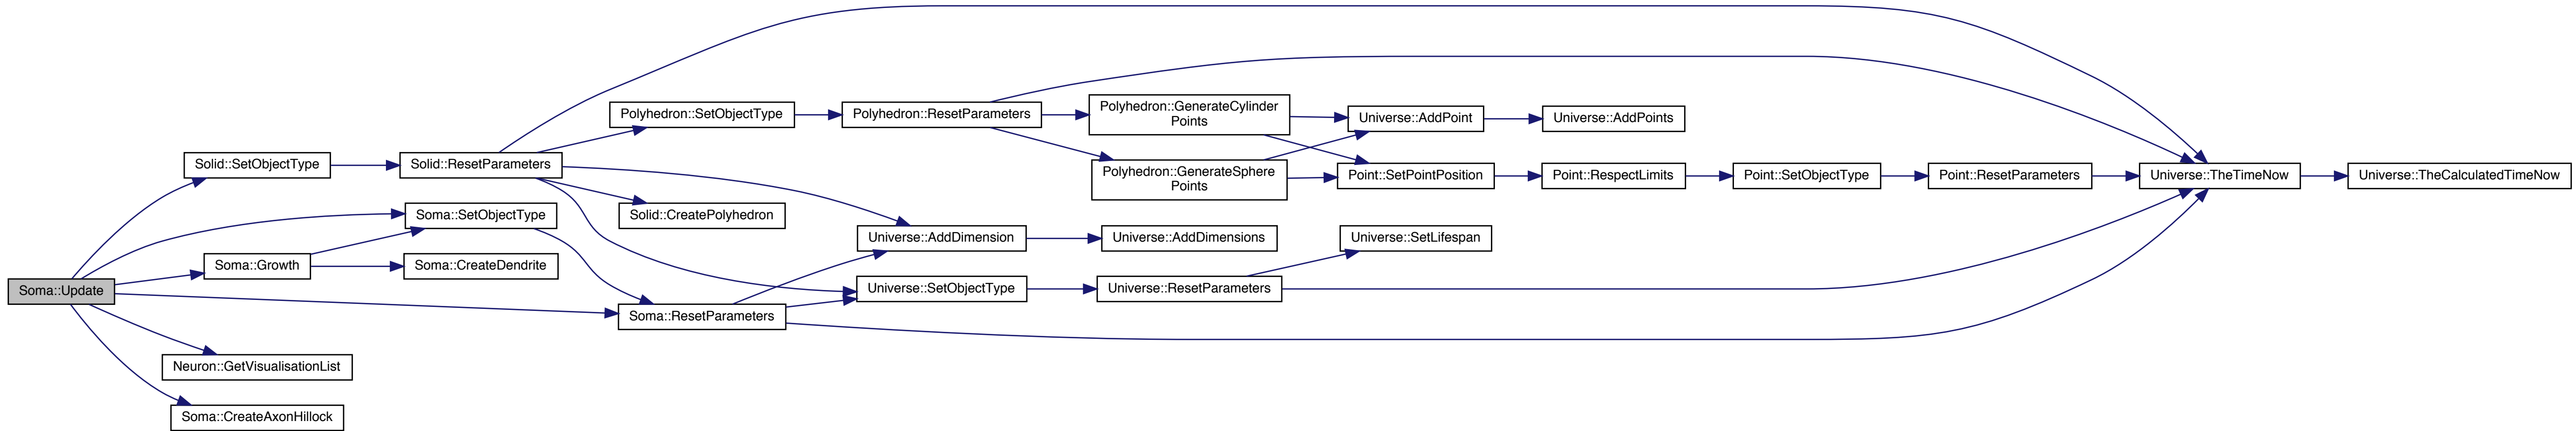 Soma::Update
Solid::SetObjectType
Soma::Growth
Neuron::GetVisualisationList
Soma::CreateAxonHillock
Solid::ResetParameters
Soma::SetObjectType
Soma::CreateDendrite
Polyhedron::SetObjectType
Solid::CreatePolyhedron
Soma::ResetParameters
Polyhedron::ResetParameters
Universe::AddDimension
Universe::SetObjectType
Polyhedron::GenerateCylinder
Points
Polyhedron::GenerateSphere
Points
Universe::AddDimensions
Universe::ResetParameters
Universe::AddPoint
Point::SetPointPosition
Universe::SetLifespan
Universe::AddPoints
Point::RespectLimits
Point::SetObjectType
Point::ResetParameters
Universe::TheTimeNow
Universe::TheCalculatedTimeNow